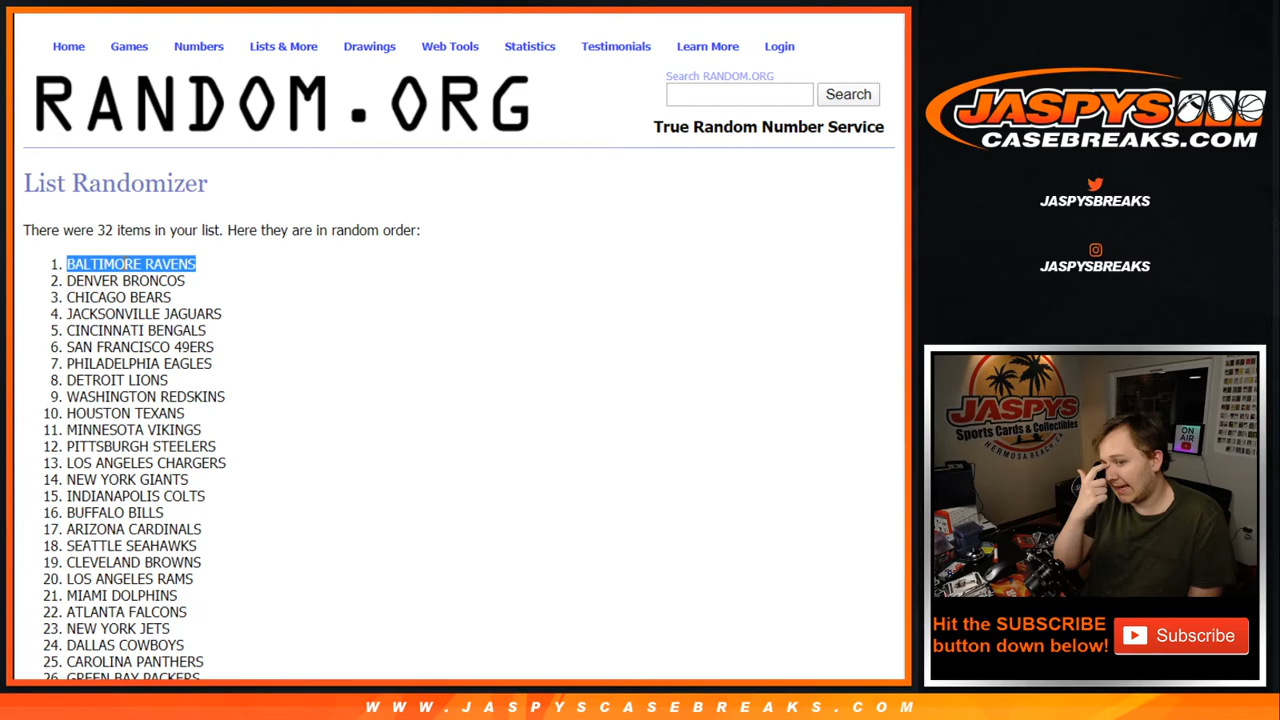 Home Games Numbers Lists & More Drawings Web Tools Statistics Testimonials Learn More Login
RANDOM.ORG
Search RANDOM.ORG
Search
True Random Number Service
List Randomizer
There were 32 items in your list. Here they are in random order:
1. BALTIMORE RAVENS
2. DENVER BRONCOS
3. CHICAGO BEARS
4. JACKSONVILLE JAGUARS
5. CINCINNATI BENGALS
6. SAN FRANCISCO 49ERS
7. PHILADELPHIA EAGLES
8. DETROIT LIONS
9. WASHINGTON REDSKINS
10. HOUSTON TEXANS
11. MINNESOTA VIKINGS
12. PITTSBURGH STEELERS
13. LOS ANGELES CHARGERS
14. NEW YORK GIANTS
15. INDIANAPOLIS COLTS
16. BUFFALO BILLS
17. ARIZONA CARDINALS
18. SEATTLE SEAHAWKS
19. CLEVELAND BROWNS
20. LOS ANGELES RAMS
21. MIAMI DOLPHINS
22. ATLANTA FALCONS
23. NEW YORK JETS
24. DALLAS COWBOYS
25. CAROLINA PANTHERS
26. GREEN BAY PACKERS
JASPYS
CASEBREAKS.COM
JASPYSBREAKS
JASPYSBREAKS
JASPYS
Sports Cards & Collectibles
HERMOSA BEACH, CA
ON
AIR
Hit the SUBSCRIBE
button down below!
Subscribe
WWW.JASPYSCASEBREAKS.COM